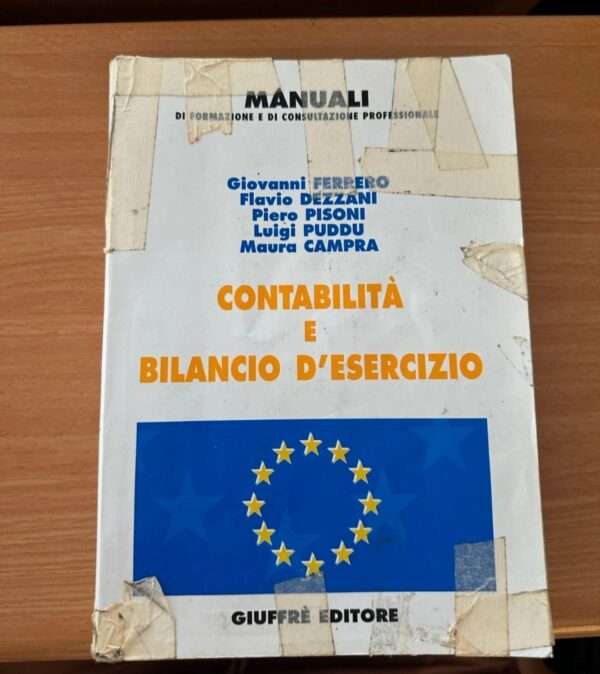 MANUALI
DI FORMAZIONE E DI CONSULTAZIONE PROFESSIONALE
Giovanni FERRERO
Flavio DEZZANI
Piero PISONI
Luigi PUDDU
Maura CAMPRA
CONTABILITÀ
E
BILANCIO D'ESERCIZIO
GIUFFRÈ EDITORE